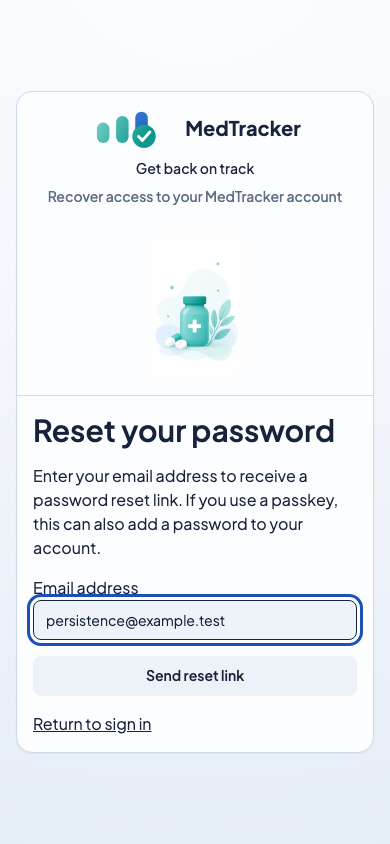 MedTracker
Get back on track
Recover access to your MedTracker account
Reset your password
Enter your email address to receive a
password reset link. If you use a passkey,
this can also add a password to your
account.
Email address
persistence@example.test
Send reset link
Return to sign in